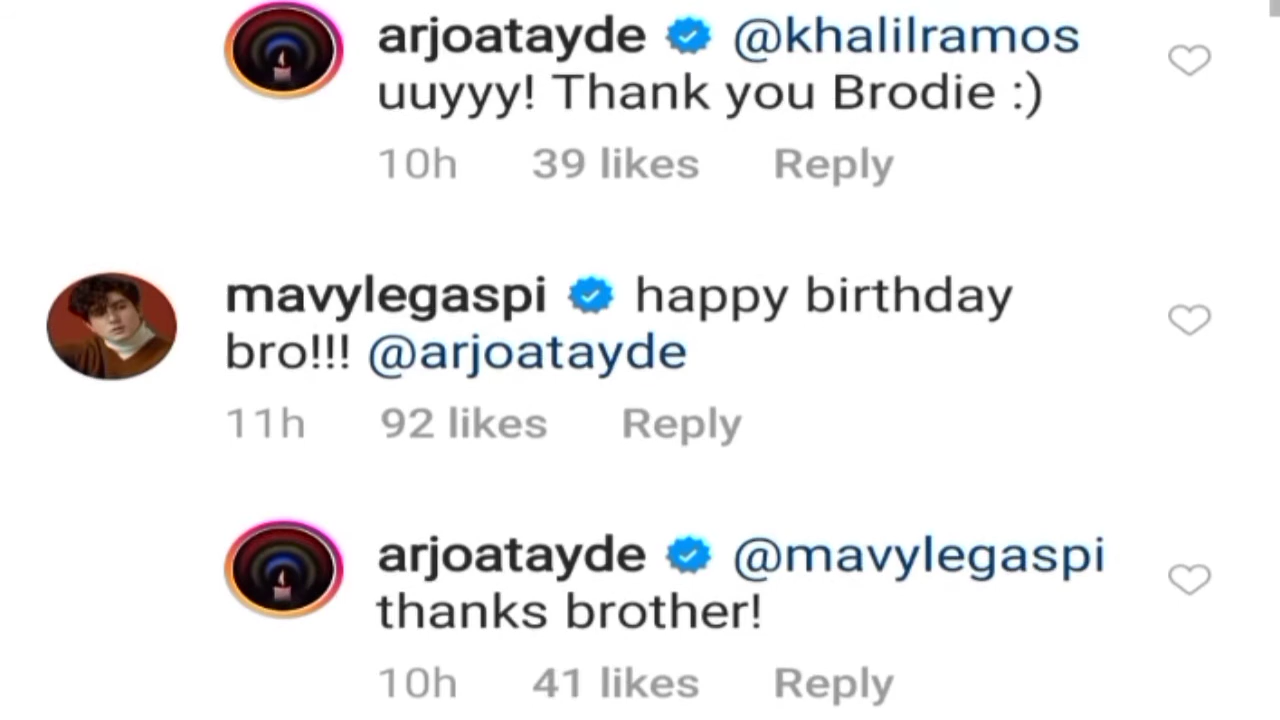 arjoatayde @khalilramos
uuyyy! Thank you Brodie :)
10h 39 likes Reply
mavylegaspi happy birthday
bro!!! @arjoatayde
11h 92 likes Reply
arjoatayde @mavylegaspi
thanks brother!
10h 41 likes Reply